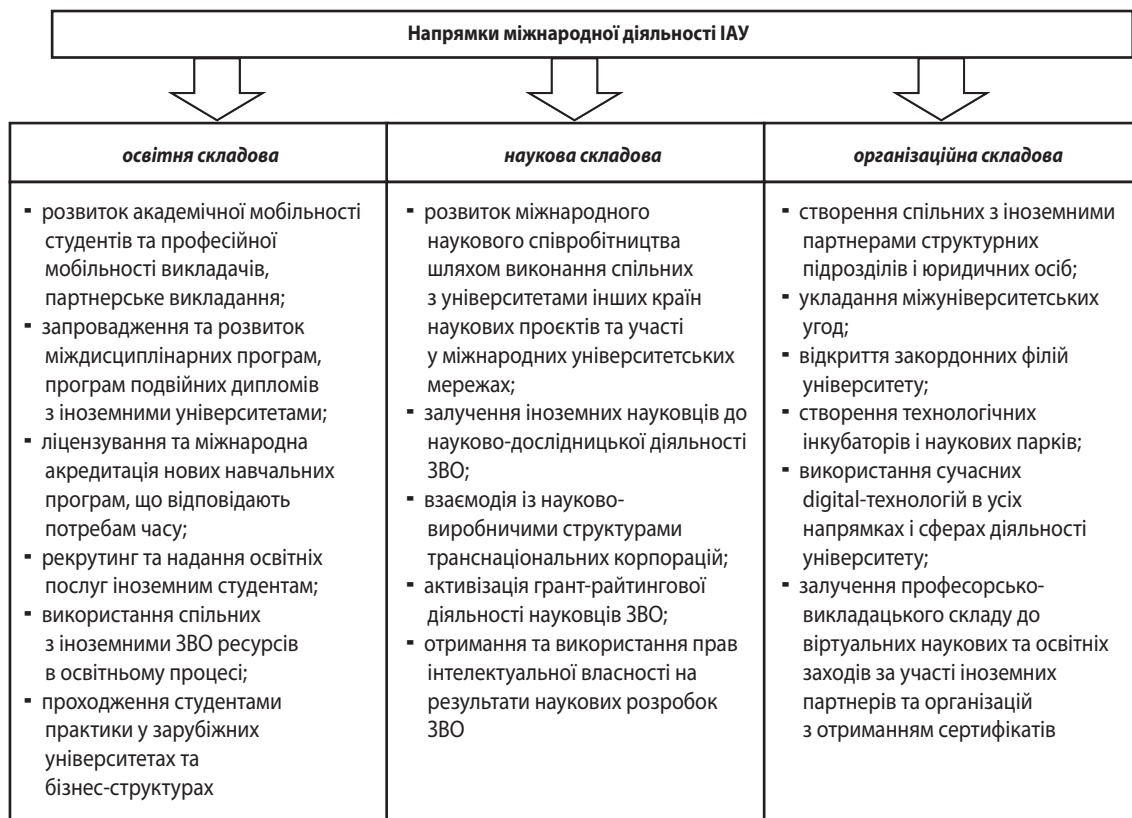 Напрямки міжнародної діяльності ІАУ
освітня складова
▪ розвиток академічної мобільності
студентів та професійної
мобільності викладачів,
партнерське викладання;
▪ запровадження та розвиток
міждисциплінарних програм,
програм подвійних дипломів
з іноземними університетами;
▪ ліцензування та міжнародна
акредитація нових навчальних
програм, що відповідають
потребам часу;
▪ рекрутинг та надання освітніх
послуг іноземним студентам;
▪ використання спільних
з іноземними ЗВО ресурсів
в освітньому процесі;
▪ проходження студентами
практики у зарубіжних
університетах та
бізнес-структурах
наукова складова
▪ розвиток міжнародного
наукового співробітництва
шляхом виконання спільних
з університетами інших країн
наукових проєктів та участі
у міжнародних університетських
мережах;
▪ залучення іноземних науковців до
науково-дослідницької діяльності
ЗВО;
▪ взаємодія із науково-
виробничими структурами
транснаціональних корпорацій;
▪ активізація грант-райтингової
діяльності науковців ЗВО;
▪ отримання та використання прав
інтелектуальної власності на
результати наукових розробок
ЗВО
організаційна складова
▪ створення спільних з іноземними
партнерами структурних
підрозділів і юридичних осіб;
▪ укладання міжуніверситетських
угод;
▪ відкриття закордонних філій
університету;
▪ створення технологічних
інкубаторів і наукових парків;
▪ використання сучасних
digital-технологій в усіх
напрямках і сферах діяльності
університету;
▪ залучення професорсько-
викладацького складу до
віртуальних наукових та освітніх
заходів за участі іноземних
партнерів та організацій
з отриманням сертифікатів